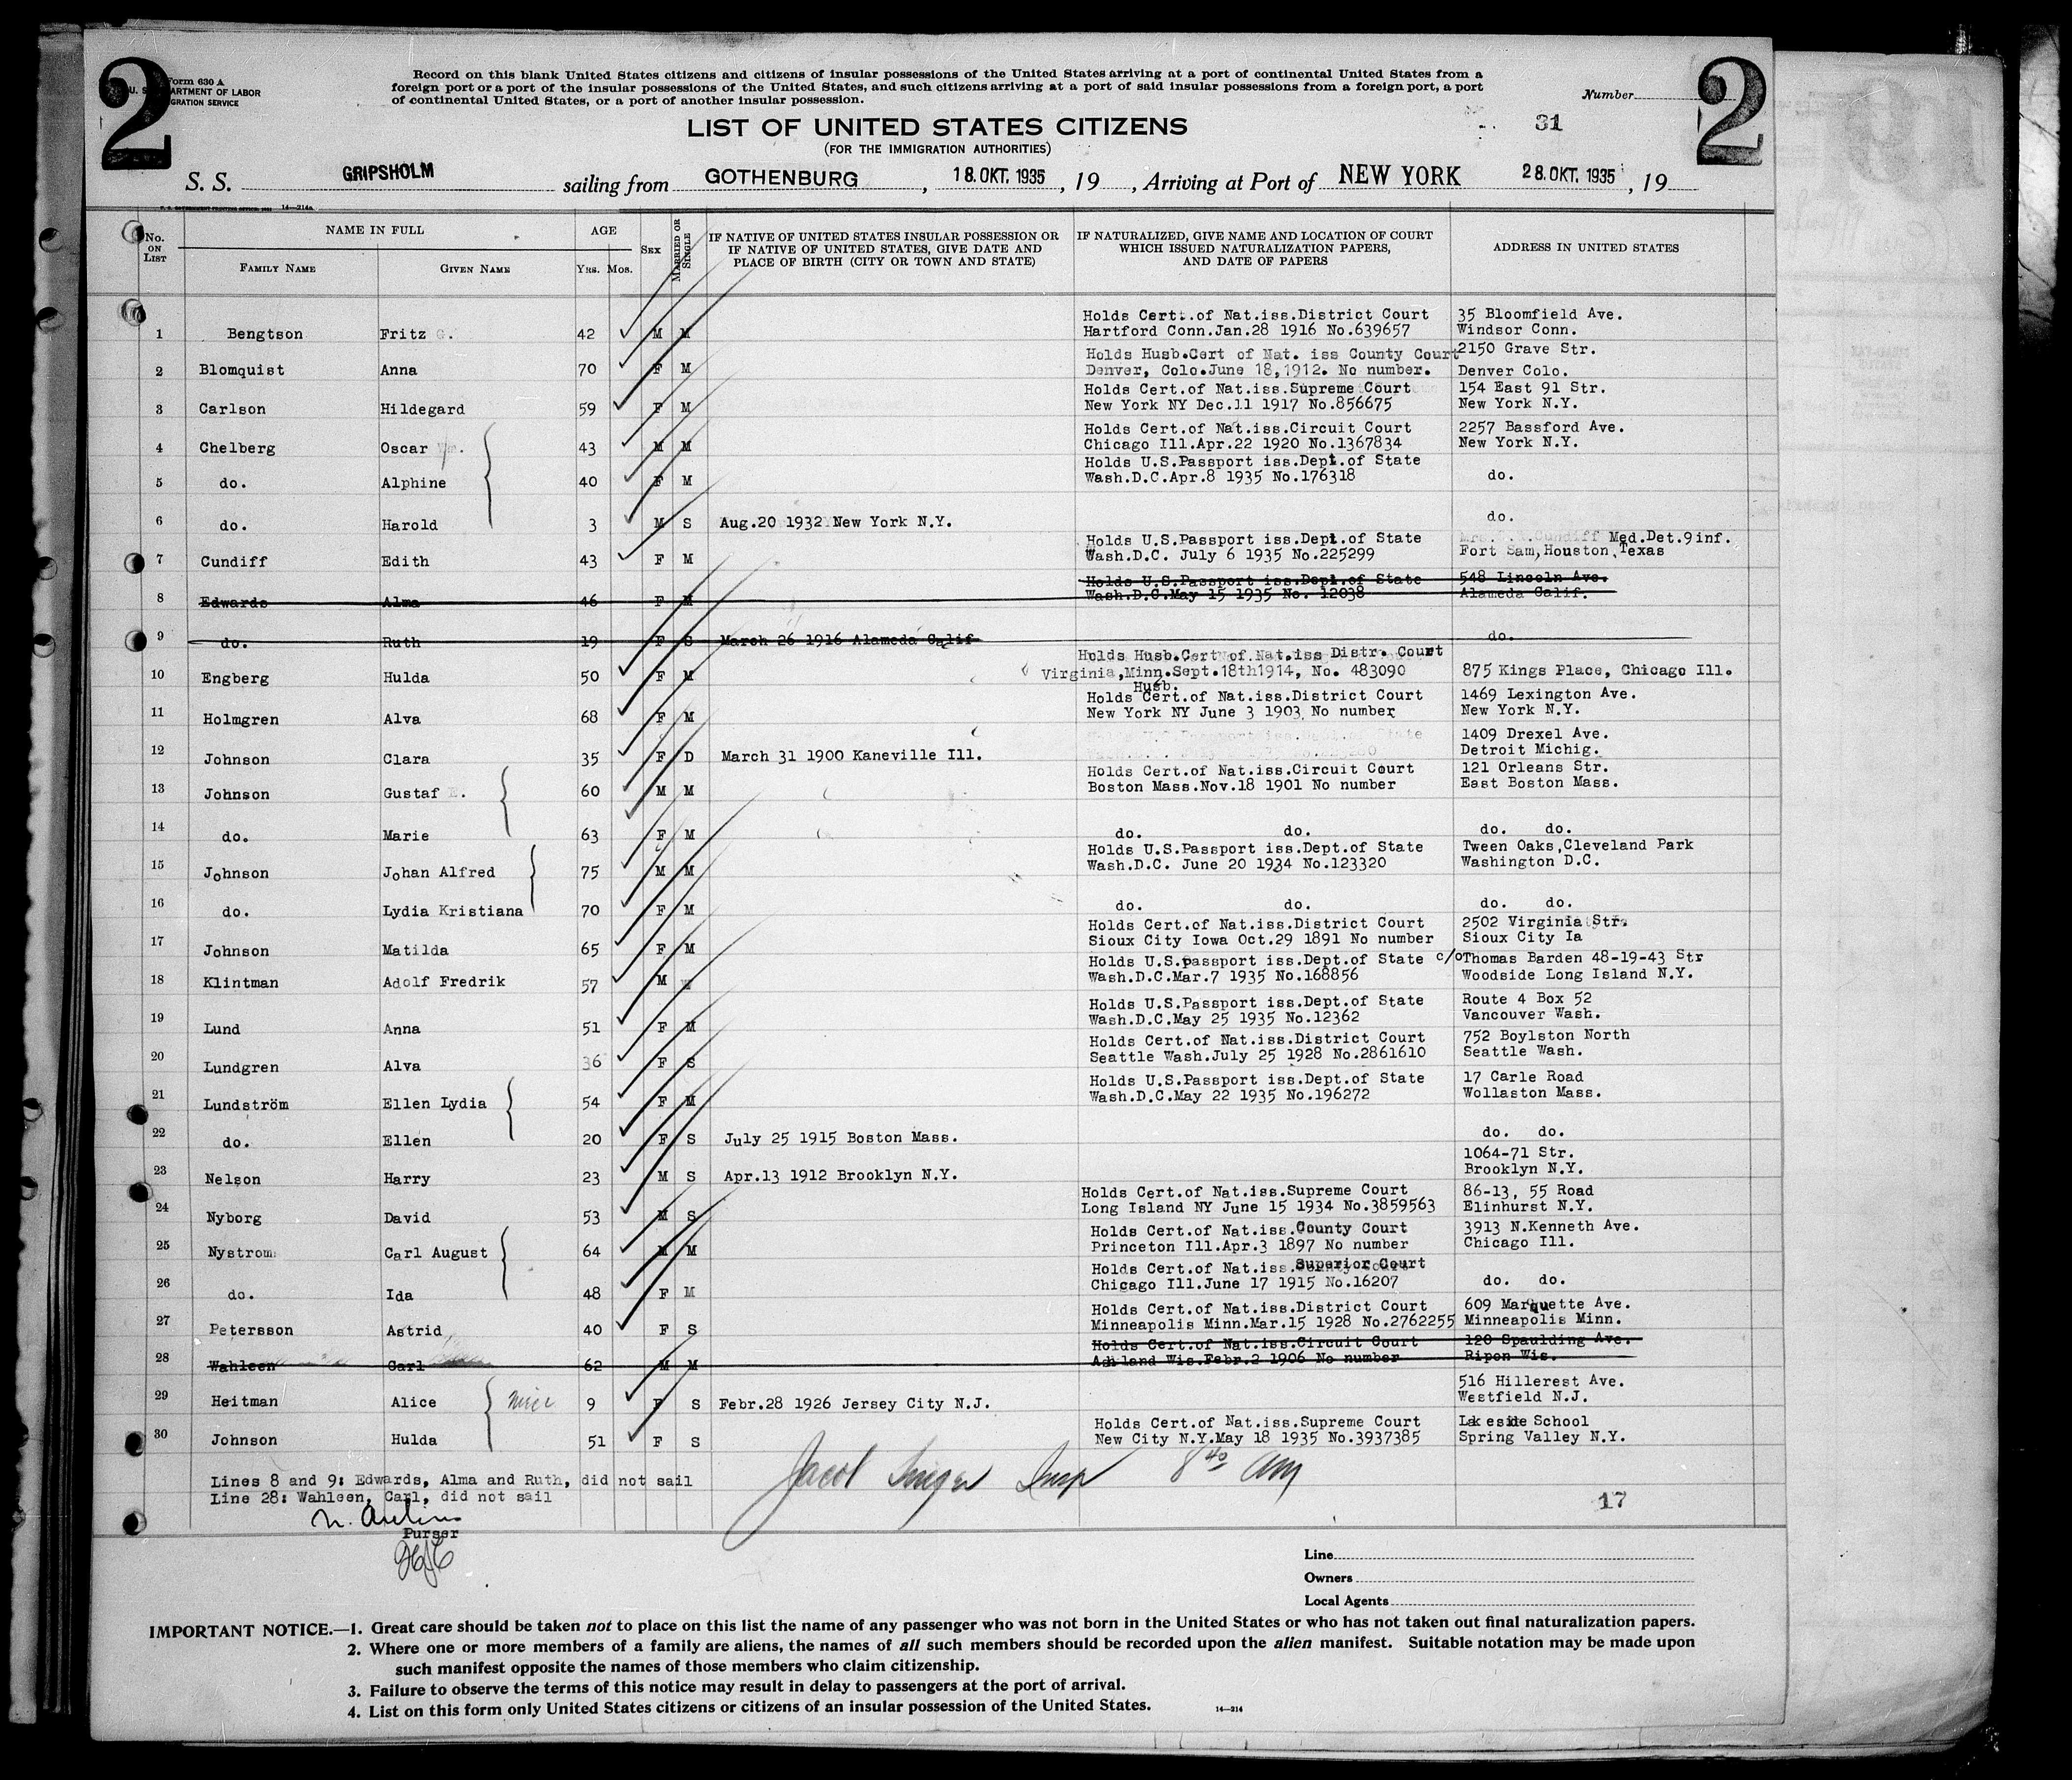 2
2
Form 630 A
U. S. DEPARTMENT OF LABOR
IMMIGRATION SERVICE
Record on this blank United States citizens and citizens of insular possessions of the United States arriving at a port of continental United States from a
foreign port or a port of the insular possessions of the United States, and such citizens arriving at a port of said insular possessions from a foreign port, a port
of continental United States, or a port of another insular possession.
Number
LIST OF UNITED STATES CITIZENS
31
(FOR THE IMMIGRATION AUTHORITIES)
S. S. GRIPSHOLM sailing from GOTHENBURG, 18. OKT. 1935, 19 , Arriving at Port of NEW YORK 28. OKT. 1935, 19
14—214a
No. on List
NAME IN FULL
Family Name
Given Name
AGE
Yrs. Mos.
Sex
Married or Single
IF NATIVE OF UNITED STATES INSULAR POSSESSION OR
IF NATIVE OF UNITED STATES, GIVE DATE AND
PLACE OF BIRTH (CITY OR TOWN AND STATE)
IF NATURALIZED, GIVE NAME AND LOCATION OF COURT
WHICH ISSUED NATURALIZATION PAPERS,
AND DATE OF PAPERS
ADDRESS IN UNITED STATES
Holds Cert.of Nat.iss.District Court 35 Bloomfield Ave.
1 Bengtson Fritz G. 42 M M Hartford Conn.Jan.28 1916 No.639657 Windsor Conn.
Holds Husb.Cert of Nat. iss County Court 2150 Grave Str.
2 Blomquist Anna 70 F M Denver, Colo.June 18,1912. No number. Denver Colo.
Holds Cert.of Nat.iss.Supreme Court 154 East 91 Str.
3 Carlson Hildegard 59 F M New York NY Dec.11 1917 No.856675 New York N.Y.
Holds Cert.of Nat.iss.Circuit Court 2257 Bassford Ave.
4 Chelberg Oscar Wm. 43 M M Chicago Ill.Apr.22 1920 No.1367834 New York N.Y.
Holds U.S.Passport iss.Dept.of State
5 do. Alphine 40 F M Wash.D.C.Apr.8 1935 No.176318 do.
6 do. Harold 3 M S Aug.20 1932 New York N.Y. do.
Holds U.S.Passport iss.Dept.of State Cundiff Med.Det.9inf.
7 Cundiff Edith 43 F M Wash.D.C. July 6 1935 No.225299 Fort Sam,Houston,Texas
Holds U.S.Passport iss.Dept.of State 548 Lincoln Ave.
8 Edwards Alma 46 F M Wash.D.C.May 15 1935 No. 12038 Alameda Calif.
9 do. Ruth 19 F S March 26 1916 Alameda Calif do.
Holds Husb.Cert of Nat.iss Distr. Court
10 Engberg Hulda 50 F M Virginia,Minn.Sept.18th1914, No. 483090 875 Kings Place, Chicago Ill.
Husb.
Holds Cert.of Nat.iss.District Court 1469 Lexington Ave.
11 Holmgren Alva 68 F M New York NY June 3 1903, No number New York N.Y.
1409 Drexel Ave.
12 Johnson Clara 35 F D March 31 1900 Kaneville Ill. Detroit Michig.
Holds Cert.of Nat.iss.Circuit Court 121 Orleans Str.
13 Johnson Gustaf E. 60 M M Boston Mass.Nov.18 1901 No number East Boston Mass.
14 do. Marie 63 F M do. do. do. do.
Holds U.S.Passport iss.Dept.of State Tween Oaks,Cleveland Park
15 Johnson Johan Alfred 75 M M Wash.D.C. June 20 1934 No.123320 Washington D.C.
16 do. Lydia Kristiana 70 F M do. do. do. do.
Holds Cert.of Nat.iss.District Court 2502 Virginia Str.
17 Johnson Matilda 65 F M Sioux City Iowa Oct.29 1891 No number Sioux City Ia
Holds U.S.passport iss.Dept.of State c/oThomas Barden 48-19-43 Str
18 Klintman Adolf Fredrik 57 M Wash.D.C.Mar.7 1935 No.168856 Woodside Long Island N.Y.
Holds U.S.Passport iss.Dept.of State Route 4 Box 52
19 Lund Anna 51 F M Wash.D.C.May 25 1935 No.12362 Vancouver Wash.
Holds Cert.of Nat.iss.District Court 752 Boylston North
20 Lundgren Alva 36 F S Seattle Wash.July 25 1928 No.2861610 Seattle Wash.
Holds U.S.Passport iss.Dept.of State 17 Carle Road
21 Lundström Ellen Lydia 54 F M Wash.D.C.May 22 1935 No.196272 Wollaston Mass.
22 do. Ellen 20 F S July 25 1915 Boston Mass. do. do.
1064-71 Str.
23 Nelson Harry 23 M S Apr.13 1912 Brooklyn N.Y. Brooklyn N.Y.
Holds Cert.of Nat.iss.Supreme Court 86-13, 55 Road
24 Nyborg David 53 M S Long Island NY June 15 1934 No.3859563 Elinhurst N.Y.
Holds Cert.of Nat.iss.County Court 3913 N.Kenneth Ave.
25 Nystrom Carl August 64 M M Princeton Ill.Apr.3 1897 No number Chicago Ill.
Holds Cert.of Nat.iss.Superior Court
26 do. Ida 48 F M Chicago Ill.June 17 1915 No.16207 do. do.
Holds Cert.of Nat.iss.District Court 609 Marquette Ave.
27 Petersson Astrid 40 F S Minneapolis Minn.Mar.15 1928 No.2762255 Minneapolis Minn.
Holds Cert.of Nat.iss.Circuit Court 120 Spaulding Ave.
28 Wahleen Carl 62 M M Ashland Wis.Febr.2 1906 No number Ripon Wis.
516 Hillerest Ave.
29 Heitman Alice niece 9 F S Febr.28 1926 Jersey City N.J. Westfield N.J.
Holds Cert.of Nat.iss.Supreme Court Lakeside School
30 Johnson Hulda 51 F S New City N.Y.May 18 1935 No.3937385 Spring Valley N.Y.
Lines 8 and 9: Edwards, Alma and Ruth, did not sail
Line 28: Wahleen, Carl, did not sail
Jacob Insp 8 40 am
17
Purser
Line
Owners
Local Agents
IMPORTANT NOTICE.—1. Great care should be taken not to place on this list the name of any passenger who was not born in the United States or who has not taken out final naturalization papers.
2. Where one or more members of a family are aliens, the names of all such members should be recorded upon the alien manifest. Suitable notation may be made upon
such manifest opposite the names of those members who claim citizenship.
3. Failure to observe the terms of this notice may result in delay to passengers at the port of arrival.
4. List on this form only United States citizens or citizens of an insular possession of the United States.
14—214